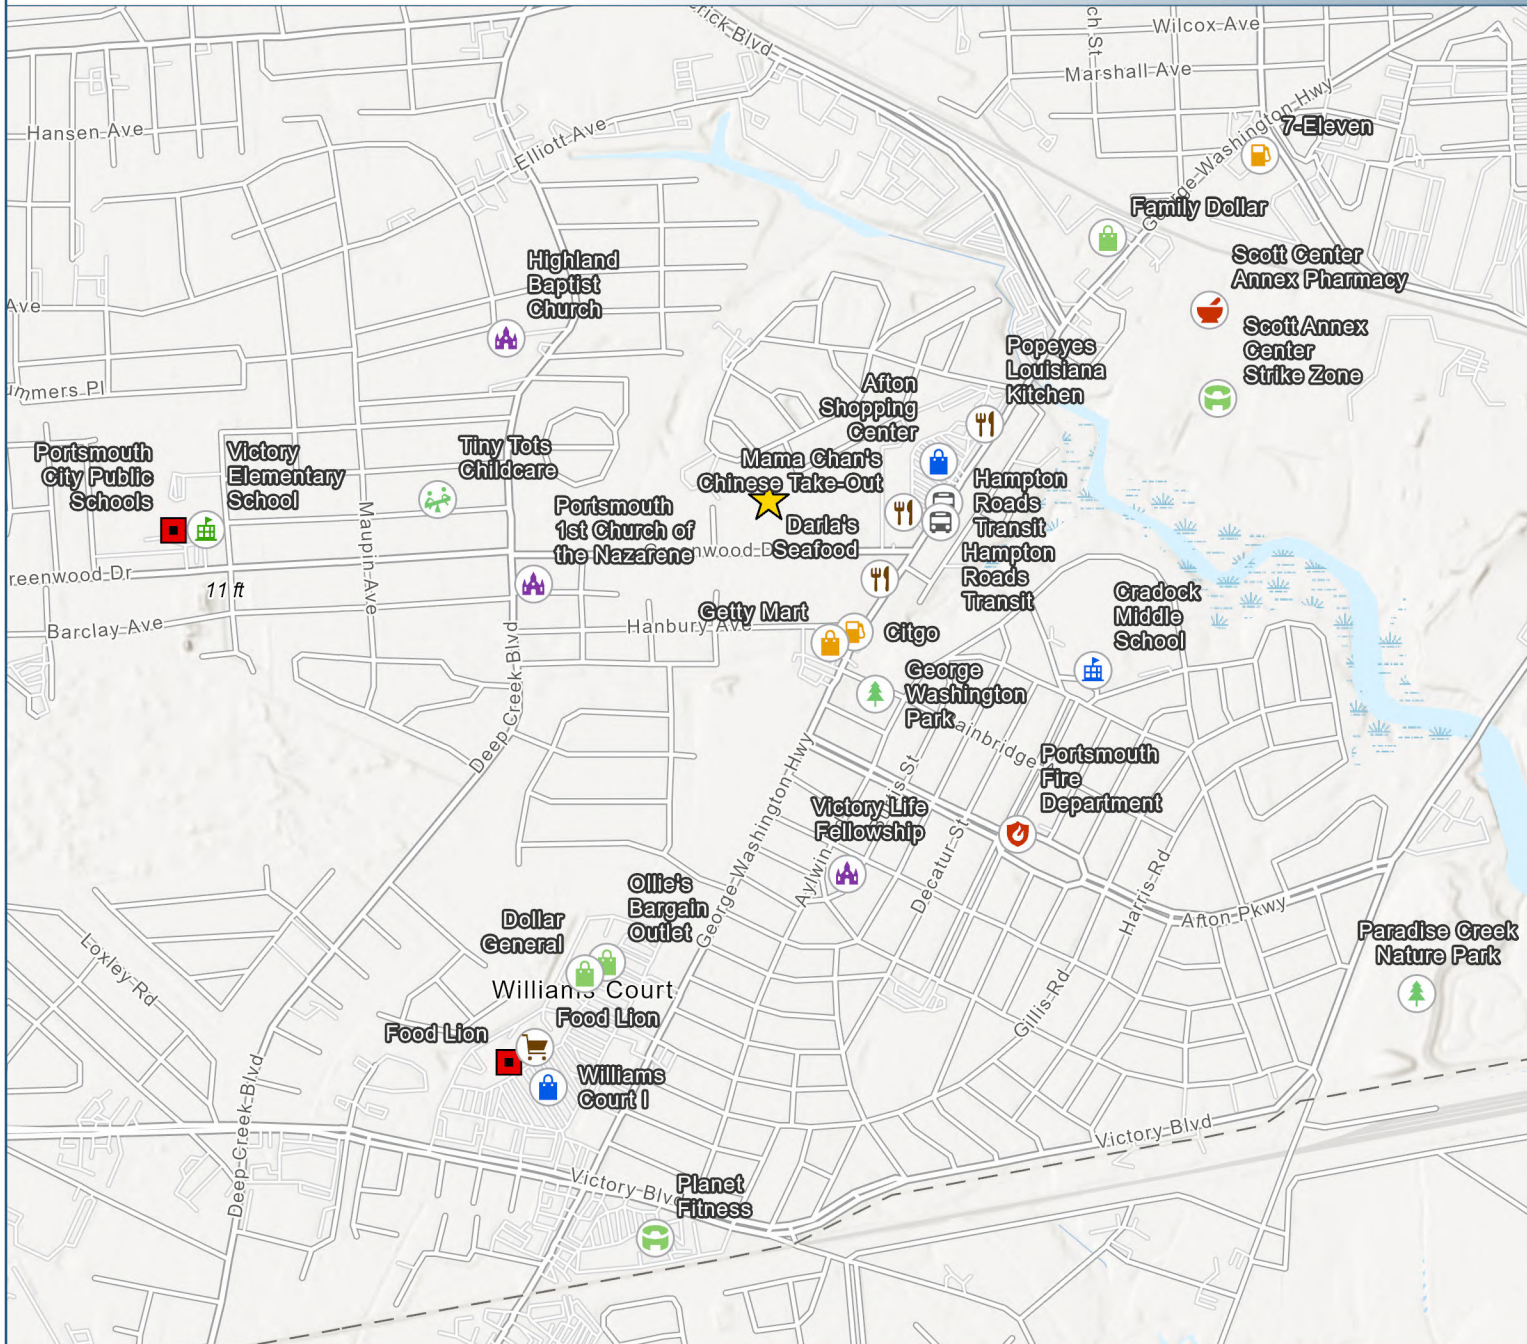 Wilcox Ave
Marshall Ave
Hansen Ave
Elliott Ave
George Washington Hwy
7-Eleven
Family Dollar
Scott Center
Annex Pharmacy
Highland
Baptist
Church
Ave
Scott Annex
Center
Strike Zone
Popeyes
Louisiana
Kitchen
Afton
Shopping
Center
Portsmouth
City Public
Schools
Victory
Elementary
School
Tiny Tots
Childcare
Mama Chan's
Chinese Take-Out
Hampton
Roads
Transit
Portsmouth
1st Church of
the Nazarene
Darla's
Seafood
Maupin Ave
reenwood Dr
11 ft
Hampton
Roads
Transit
Cradock
Middle
School
Barclay Ave
Hanbury Ave
Getty Mart
Citgo
George
Washington
Park
Deep Creek Blvd
ainbridge
Portsmouth
Fire
Department
George Washington Hwy
Victory Life
Fellowship
Aylwin
Decatur St
Harris Rd
Afton Pkwy
Ollie's
Bargain
Outlet
Dollar
General
Paradise Creek
Nature Park
Loxley Rd
Williams Court
Gillis Rd
Food Lion
Food Lion
Williams
Court I
Deep Creek Blvd
Victory Blvd
Victory Blvd
Planet
Fitness